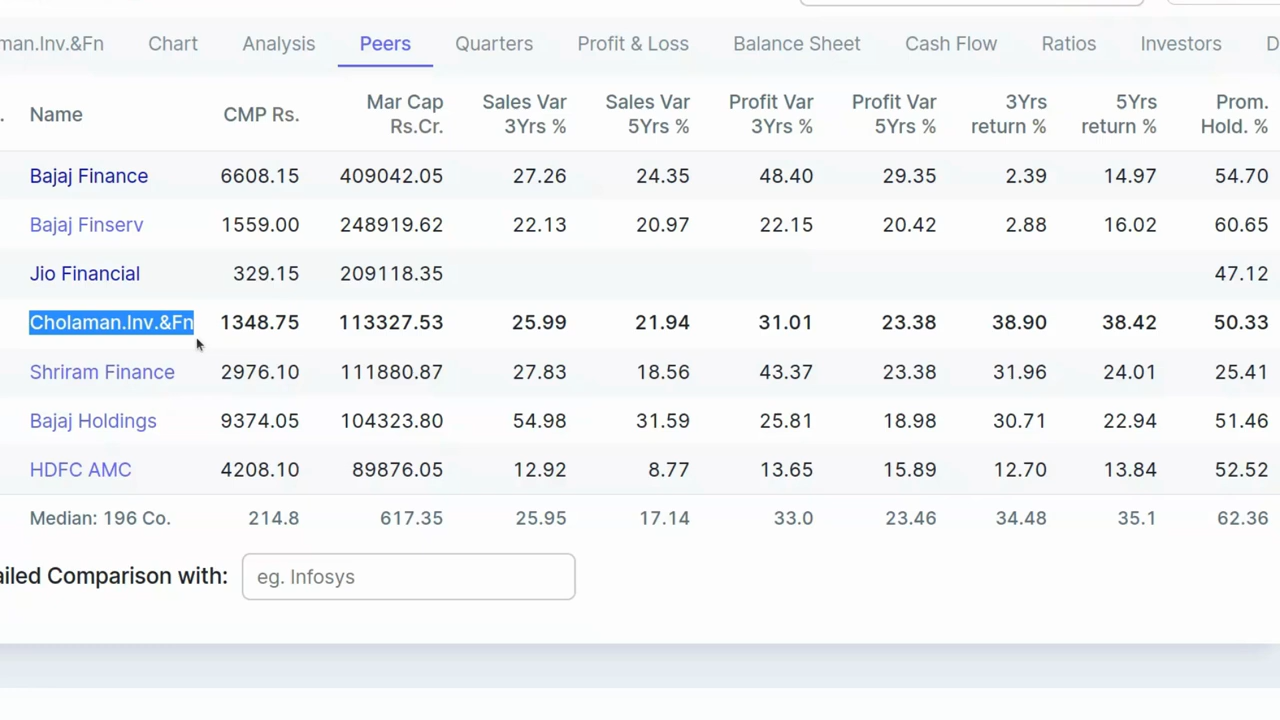 man.Inv.&Fn Chart Analysis Peers Quarters Profit & Loss Balance Sheet Cash Flow Ratios Investors D
. Name CMP Rs. Mar Cap Rs.Cr. Sales Var 3Yrs % Sales Var 5Yrs % Profit Var 3Yrs % Profit Var 5Yrs % 3Yrs return % 5Yrs return % Prom. Hold. %
Bajaj Finance 6608.15 409042.05 27.26 24.35 48.40 29.35 2.39 14.97 54.70
Bajaj Finserv 1559.00 248919.62 22.13 20.97 22.15 20.42 2.88 16.02 60.65
Jio Financial 329.15 209118.35 47.12
Cholaman.Inv.&Fn 1348.75 113327.53 25.99 21.94 31.01 23.38 38.90 38.42 50.33
Shriram Finance 2976.10 111880.87 27.83 18.56 43.37 23.38 31.96 24.01 25.41
Bajaj Holdings 9374.05 104323.80 54.98 31.59 25.81 18.98 30.71 22.94 51.46
HDFC AMC 4208.10 89876.05 12.92 8.77 13.65 15.89 12.70 13.84 52.52
Median: 196 Co. 214.8 617.35 25.95 17.14 33.0 23.46 34.48 35.1 62.36
ailed Comparison with: eg. Infosys